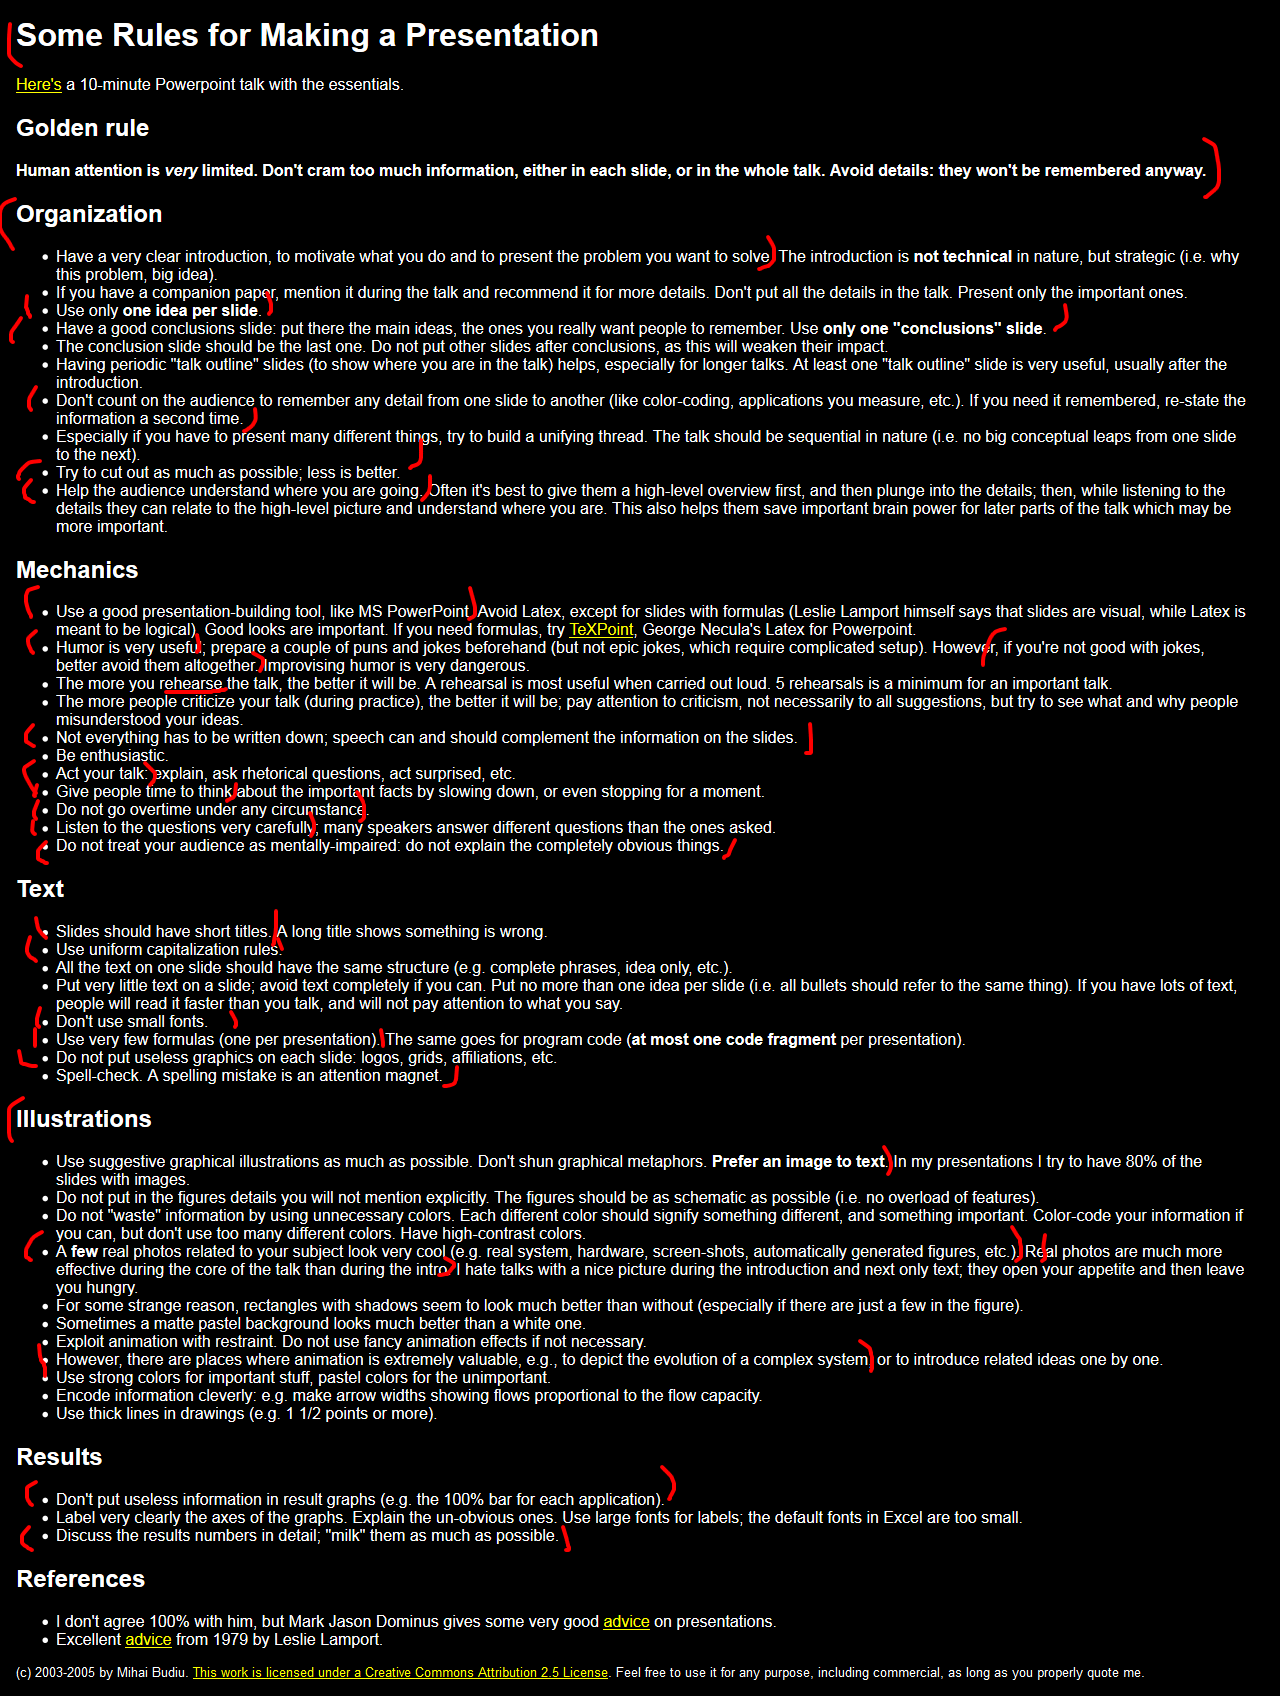 Some Rules for Making a Presentation
Here's a 10-minute Powerpoint talk with the essentials.
Golden rule
Human attention is very limited. Don't cram too much information, either in each slide, or in the whole talk. Avoid details: they won't be remembered anyway.
Organization
Have a very clear introduction, to motivate what you do and to present the problem you want to solve. The introduction is not technical in nature, but strategic (i.e. why
this problem, big idea).
If you have a companion paper, mention it during the talk and recommend it for more details. Don't put all the details in the talk. Present only the important ones.
Use only one idea per slide.
Have a good conclusions slide: put there the main ideas, the ones you really want people to remember. Use only one "conclusions" slide.
The conclusion slide should be the last one. Do not put other slides after conclusions, as this will weaken their impact.
Having periodic "talk outline" slides (to show where you are in the talk) helps, especially for longer talks. At least one "talk outline" slide is very useful, usually after the
introduction.
Don't count on the audience to remember any detail from one slide to another (like color-coding, applications you measure, etc.). If you need it remembered, re-state the
information a second time.
Especially if you have to present many different things, try to build a unifying thread. The talk should be sequential in nature (i.e. no big conceptual leaps from one slide
to the next).
Try to cut out as much as possible; less is better.
Help the audience understand where you are going. Often it's best to give them a high-level overview first, and then plunge into the details; then, while listening to the
details they can relate to the high-level picture and understand where you are. This also helps them save important brain power for later parts of the talk which may be
more important.
Mechanics
Use a good presentation-building tool, like MS PowerPoint. Avoid Latex, except for slides with formulas (Leslie Lamport himself says that slides are visual, while Latex is
meant to be logical). Good looks are important. If you need formulas, try TeXPoint, George Necula's Latex for Powerpoint.
Humor is very useful; prepare a couple of puns and jokes beforehand (but not epic jokes, which require complicated setup). However, if you're not good with jokes,
better avoid them altogether. Improvising humor is very dangerous.
The more you rehearse the talk, the better it will be. A rehearsal is most useful when carried out loud. 5 rehearsals is a minimum for an important talk.
The more people criticize your talk (during practice), the better it will be; pay attention to criticism, not necessarily to all suggestions, but try to see what and why people
misunderstood your ideas.
Not everything has to be written down; speech can and should complement the information on the slides.
Be enthusiastic.
Act your talk: explain, ask rhetorical questions, act surprised, etc.
Give people time to think about the important facts by slowing down, or even stopping for a moment.
Do not go overtime under any circumstance.
Listen to the questions very carefully; many speakers answer different questions than the ones asked.
Do not treat your audience as mentally-impaired: do not explain the completely obvious things.
Text
Slides should have short titles. A long title shows something is wrong.
Use uniform capitalization rules.
All the text on one slide should have the same structure (e.g. complete phrases, idea only, etc.).
Put very little text on a slide; avoid text completely if you can. Put no more than one idea per slide (i.e. all bullets should refer to the same thing). If you have lots of text,
people will read it faster than you talk, and will not pay attention to what you say.
Don't use small fonts.
Use very few formulas (one per presentation). The same goes for program code (at most one code fragment per presentation).
Do not put useless graphics on each slide: logos, grids, affiliations, etc.
Spell-check. A spelling mistake is an attention magnet.
Illustrations
Use suggestive graphical illustrations as much as possible. Don't shun graphical metaphors. Prefer an image to text. In my presentations I try to have 80% of the
slides with images.
Do not put in the figures details you will not mention explicitly. The figures should be as schematic as possible (i.e. no overload of features).
Do not "waste" information by using unnecessary colors. Each different color should signify something different, and something important. Color-code your information if
you can, but don't use too many different colors. Have high-contrast colors.
A few real photos related to your subject look very cool (e.g. real system, hardware, screen-shots, automatically generated figures, etc.). Real photos are much more
effective during the core of the talk than during the intro. I hate talks with a nice picture during the introduction and next only text; they open your appetite and then leave
you hungry.
For some strange reason, rectangles with shadows seem to look much better than without (especially if there are just a few in the figure).
Sometimes a matte pastel background looks much better than a white one.
Exploit animation with restraint. Do not use fancy animation effects if not necessary.
However, there are places where animation is extremely valuable, e.g., to depict the evolution of a complex system, or to introduce related ideas one by one.
Use strong colors for important stuff, pastel colors for the unimportant.
Encode information cleverly: e.g. make arrow widths showing flows proportional to the flow capacity.
Use thick lines in drawings (e.g. 1 1/2 points or more).
Results
Don't put useless information in result graphs (e.g. the 100% bar for each application).
Label very clearly the axes of the graphs. Explain the un-obvious ones. Use large fonts for labels; the default fonts in Excel are too small.
Discuss the results numbers in detail; "milk" them as much as possible.
References
I don't agree 100% with him, but Mark Jason Dominus gives some very good advice on presentations.
Excellent advice from 1979 by Leslie Lamport.
(c) 2003-2005 by Mihai Budiu. This work is licensed under a Creative Commons Attribution 2.5 License. Feel free to use it for any purpose, including commercial, as long as you properly quote me.